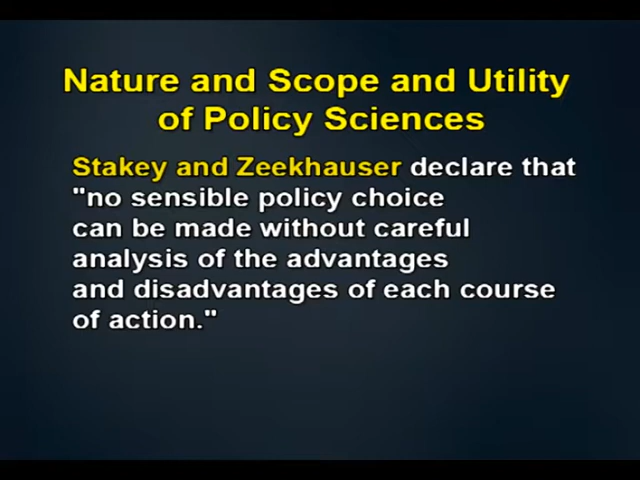 Nature and Scope and Utility
of Policy Sciences
Stakey and Zeekhauser declare that
"no sensible policy choice
can be made without careful
analysis of the advantages
and disadvantages of each course
of action."